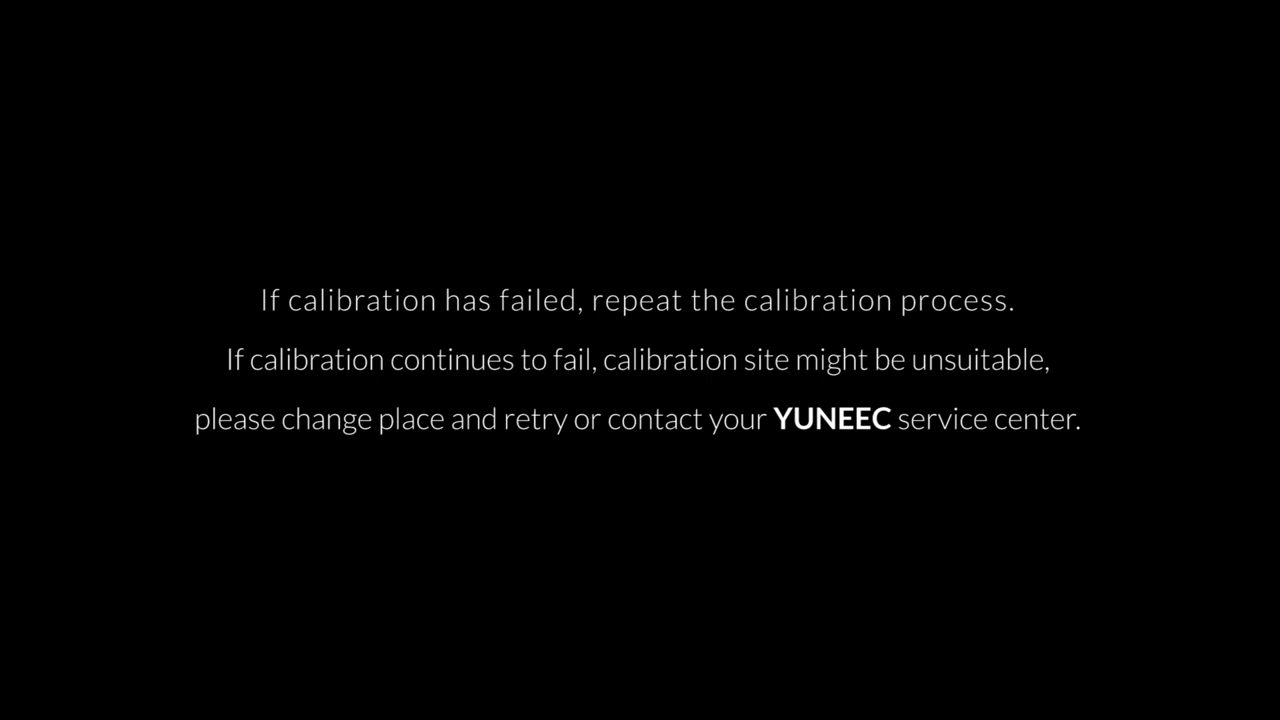 If calibration has failed, repeat the calibration process.
If calibration continues to fail, calibration site might be unsuitable,
please change place and retry or contact your YUNEEC service center.